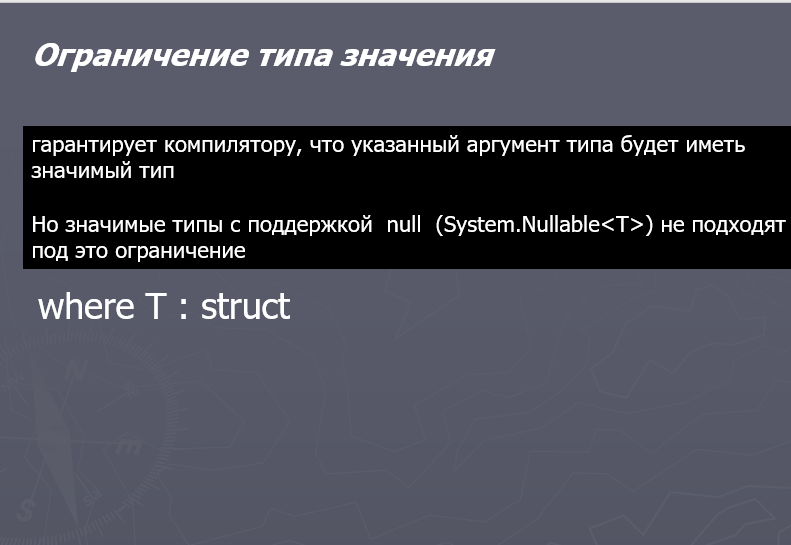 Ограничение типа значения
гарантирует компилятору, что указанный аргумент типа будет иметь
значимый тип
Но значимые типы с поддержкой  null  (System.Nullable<T>) не подходят
под это ограничение
where T : struct
N
m
S